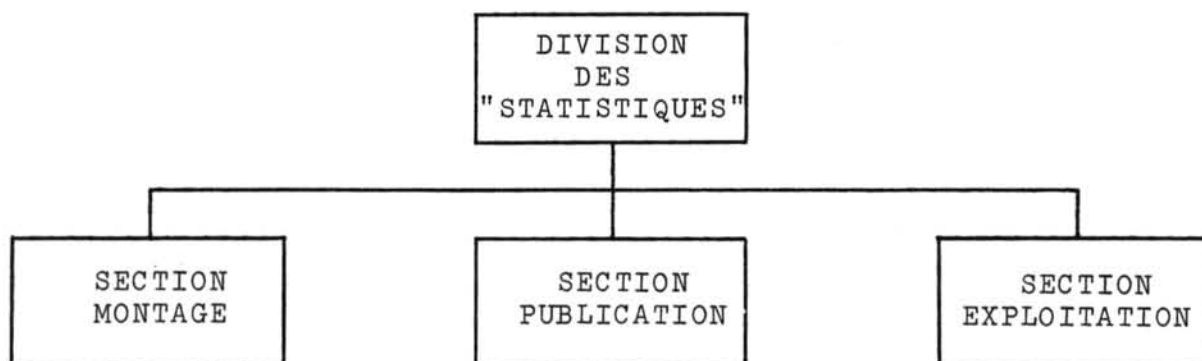 DIVISION
DES
"STATISTIQUES"
SECTION
MONTAGE
SECTION
PUBLICATION
SECTION
EXPLOITATION